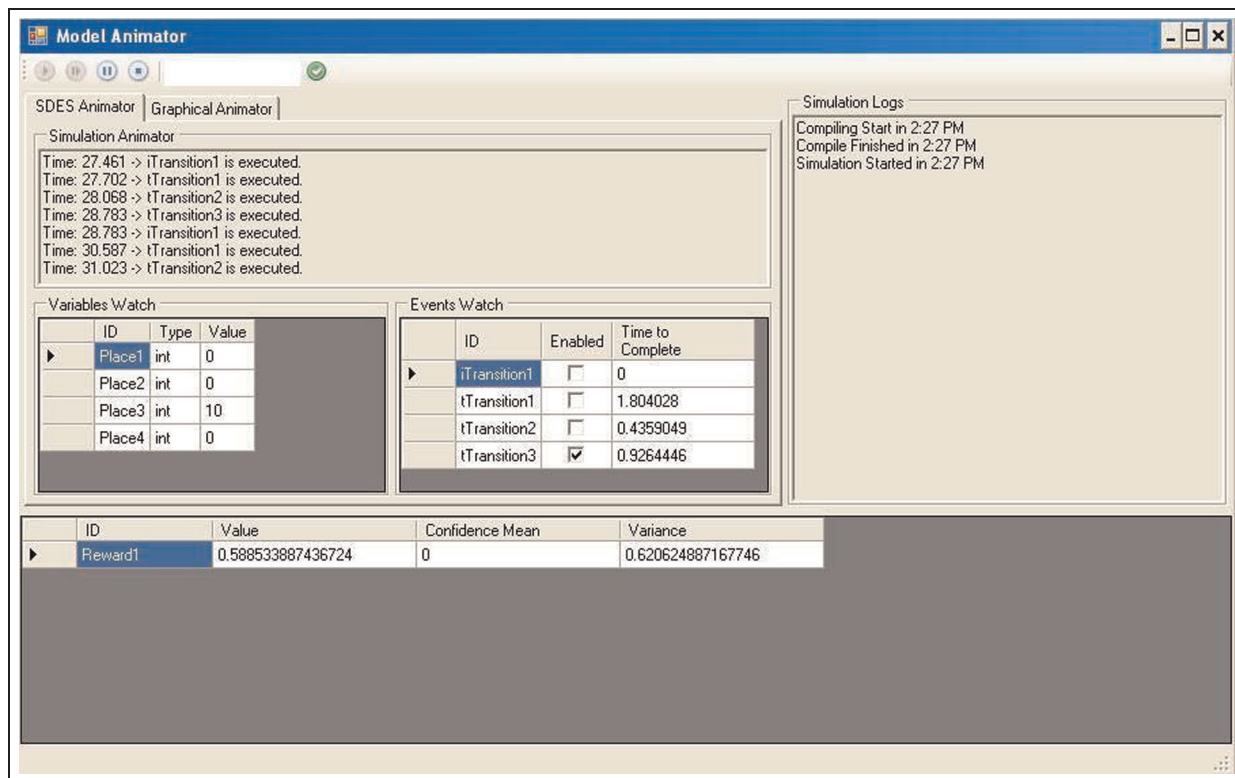 Model Animator
SDES Animator
Graphical Animator
Simulation Animator
Time: 27.461 -> iTransition1 is executed.
Time: 27.702 -> tTransition1 is executed.
Time: 28.068 -> tTransition2 is executed.
Time: 28.783 -> tTransition3 is executed.
Time: 28.783 -> iTransition1 is executed.
Time: 30.587 -> tTransition1 is executed.
Time: 31.023 -> tTransition2 is executed.
Variables Watch
ID Type Value
Place1 int 0
Place2 int 0
Place3 int 10
Place4 int 0
Events Watch
ID Enabled Time to
Complete
iTransition1 0
tTransition1 1.804028
tTransition2 0.4359049
tTransition3 0.9264446
Simulation Logs
Compiling Start in 2:27 PM
Compile Finished in 2:27 PM
Simulation Started in 2:27 PM
ID Value Confidence Mean Variance
Reward1 0.588533887436724 0 0.620624887167746